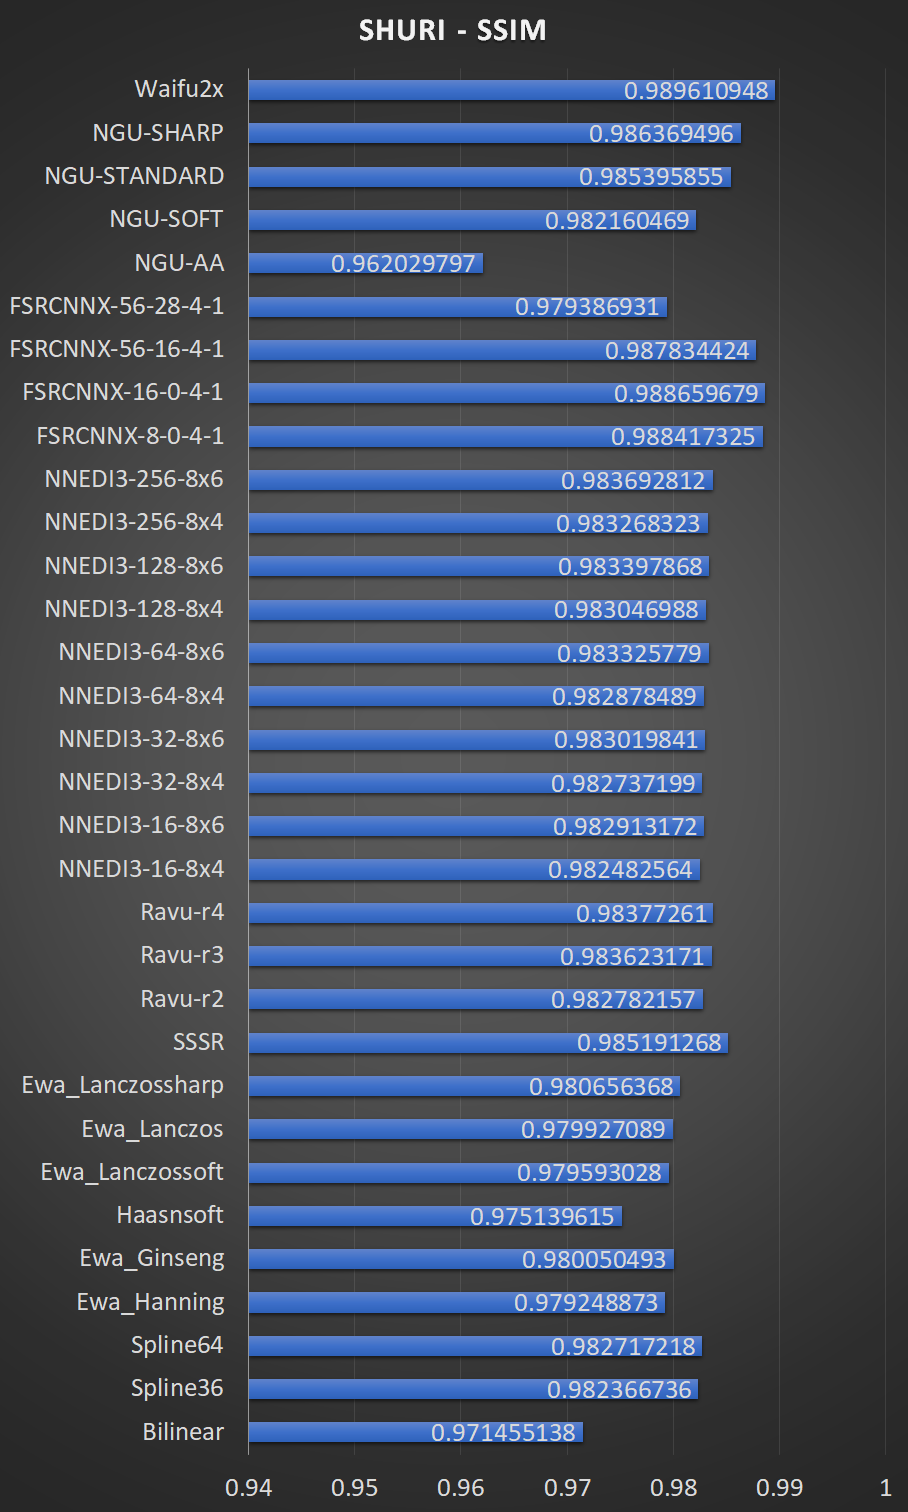 SHURI - SSIM
Waifu2x 0.989610948
NGU-SHARP 0.986369496
NGU-STANDARD 0.985395855
NGU-SOFT 0.982160469
NGU-AA 0.962029797
FSRCNNX-56-28-4-1 0.979386931
FSRCNNX-56-16-4-1 0.987834424
FSRCNNX-16-0-4-1 0.988659679
FSRCNNX-8-0-4-1 0.988417325
NNEDI3-256-8x6 0.983692812
NNEDI3-256-8x4 0.983268323
NNEDI3-128-8x6 0.983397868
NNEDI3-128-8x4 0.983046988
NNEDI3-64-8x6 0.983325779
NNEDI3-64-8x4 0.982878489
NNEDI3-32-8x6 0.983019841
NNEDI3-32-8x4 0.982737199
NNEDI3-16-8x6 0.982913172
NNEDI3-16-8x4 0.982482564
Ravu-r4 0.98377261
Ravu-r3 0.983623171
Ravu-r2 0.982782157
SSSR 0.985191268
Ewa_Lanczossharp 0.980656368
Ewa_Lanczos 0.979927089
Ewa_Lanczossoft 0.979593028
Haasnsoft 0.975139615
Ewa_Ginseng 0.980050493
Ewa_Hanning 0.979248873
Spline64 0.982717218
Spline36 0.982366736
Bilinear 0.971455138
0.94 0.95 0.96 0.97 0.98 0.99 1